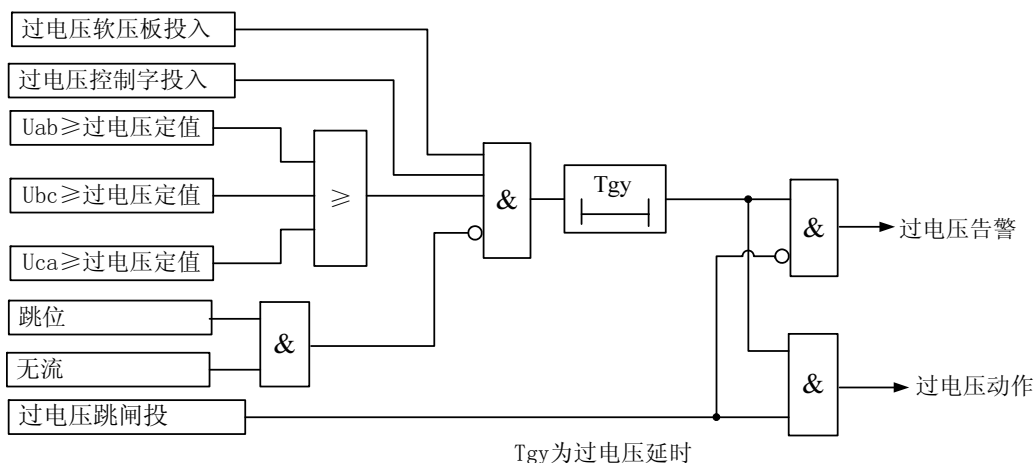 过电压软压板投入
过电压控制字投入
Uab≥过电压定值
Ubc≥过电压定值
Uca≥过电压定值
≥
&
Tgy
&
过电压告警
跳位
无流
&
&
过电压动作
过电压跳闸投
Tgy为过电压延时